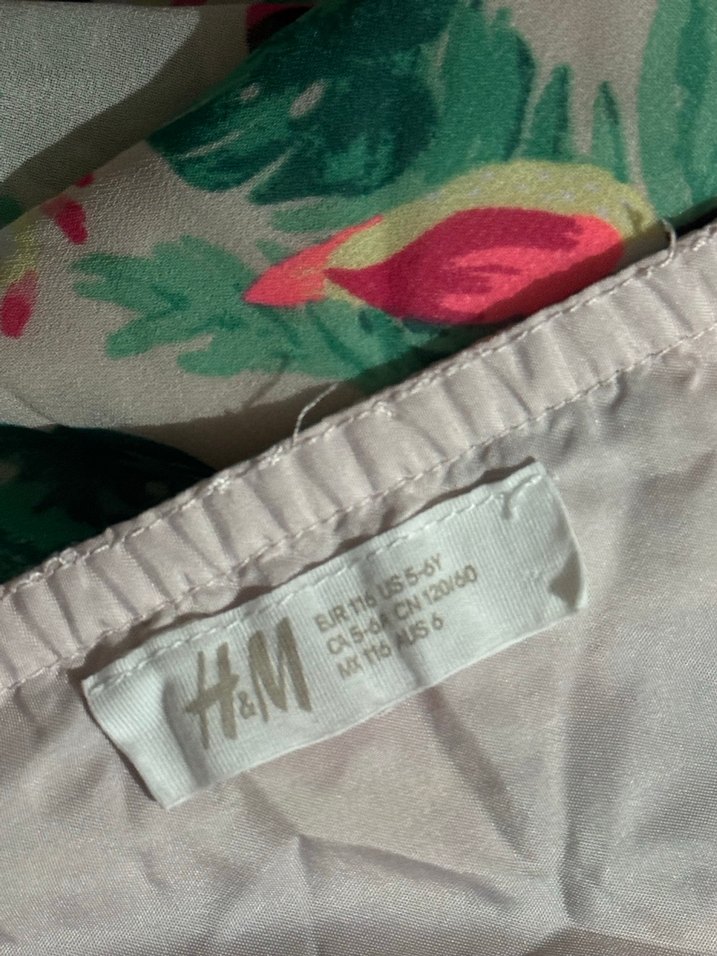 H&M
EUR 116 US 5-6Y
CA 5-6A CN 120/60
MX 116 AUS 6